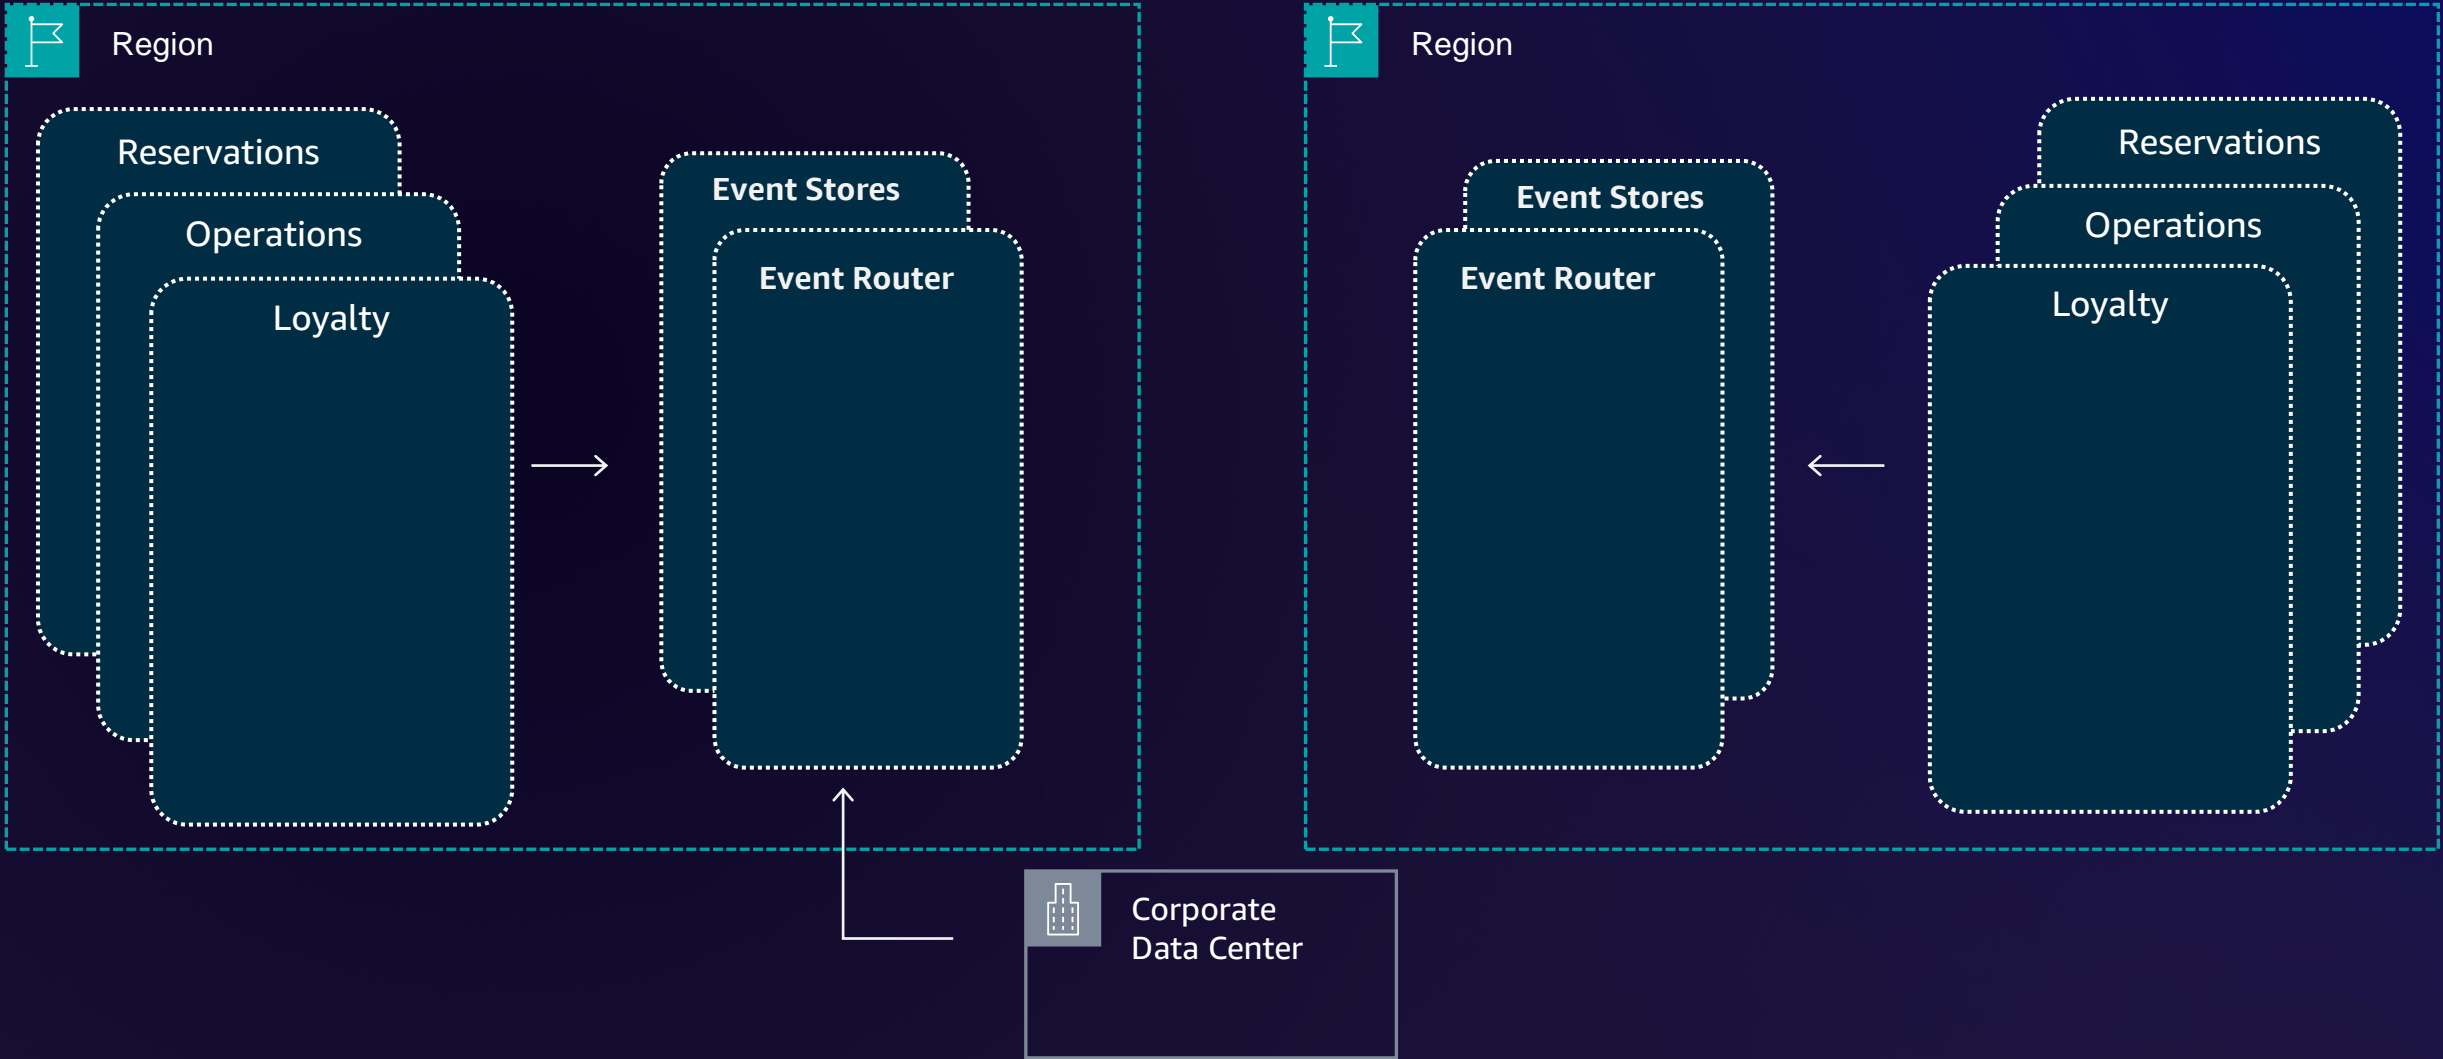 Region
Reservations
Operations
Loyalty
Event Stores
Event Router
Region
Event Stores
Event Router
Reservations
Operations
Loyalty
Corporate
Data Center